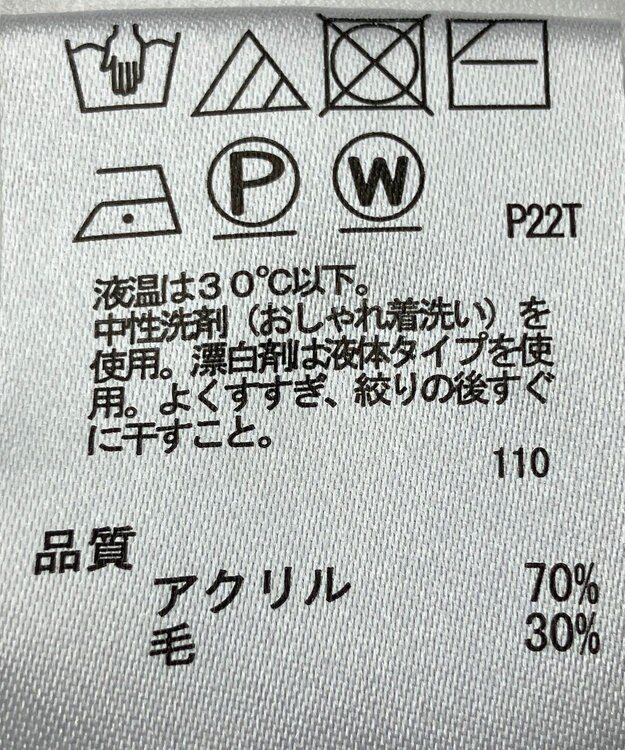 P W
P22T
液温は３０℃以下。
中性洗剤（おしゃれ着洗い）を
使用。漂白剤は液体タイプを使
用。よくすすぎ、絞りの後すぐ
に干すこと。
110
品質
アクリル 70%
毛 30%